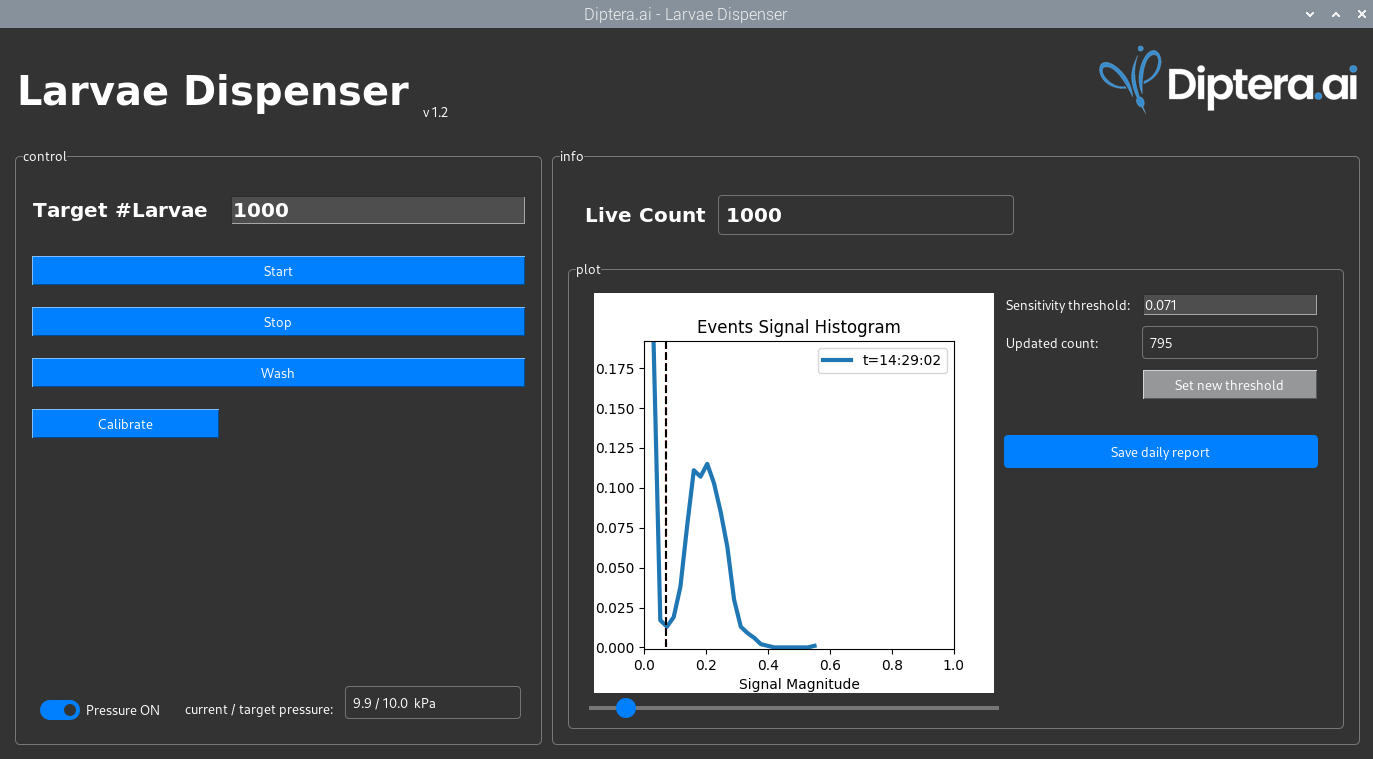 Diptera.ai - Larvae Dispenser
Larvae Dispenser v 1.2
Diptera.ai
control
Target #Larvae 1000
Start
Stop
Wash
Calibrate
Pressure ON current / target pressure: 9.9 / 10.0 kPa
info
Live Count 1000
plot
Events Signal Histogram
t=14:29:02
0.175
0.150
0.125
0.100
0.075
0.050
0.025
0.000
0.0 0.2 0.4 0.6 0.8 1.0
Signal Magnitude
Sensitivity threshold: 0.071
Updated count: 795
Set new threshold
Save daily report